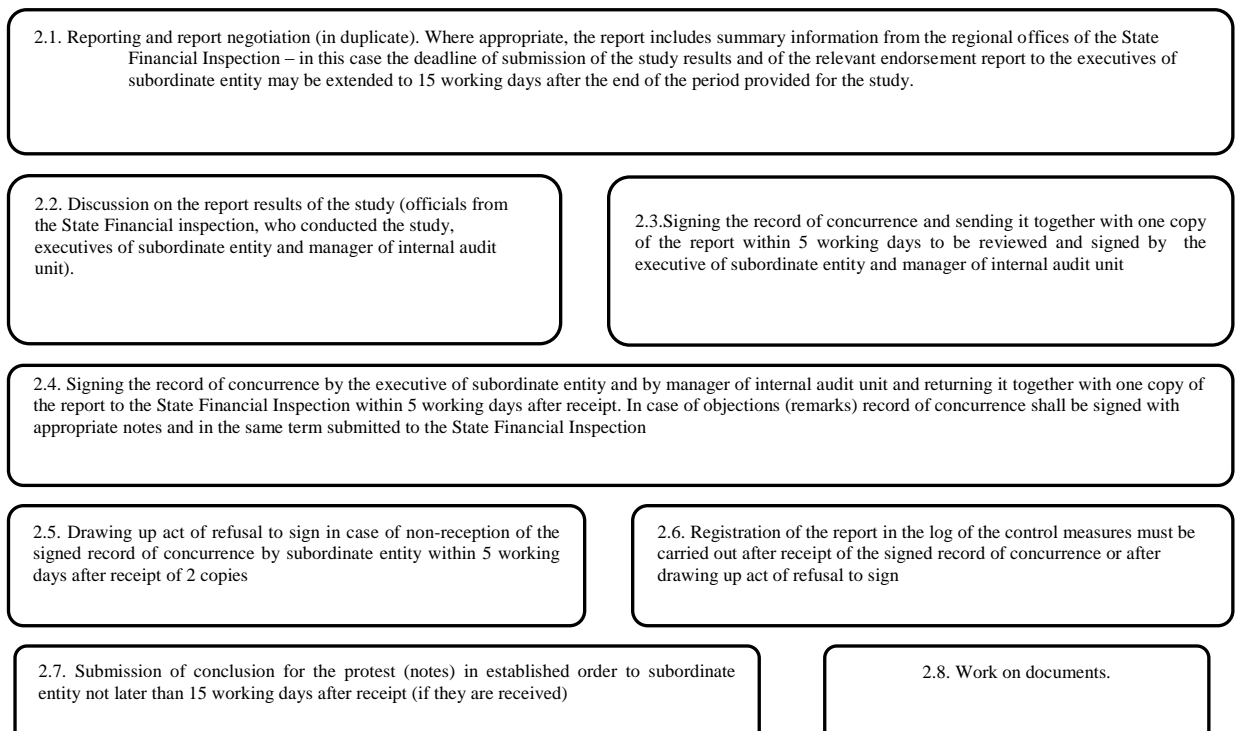 2.1. Reporting and report negotiation (in duplicate). Where appropriate, the report includes summary information from the regional offices of the State
Financial Inspection – in this case the deadline of submission of the study results and of the relevant endorsement report to the executives of
subordinate entity may be extended to 15 working days after the end of the period provided for the study.
2.2. Discussion on the report results of the study (officials from
the State Financial inspection, who conducted the study,
executives of subordinate entity and manager of internal audit
unit).
2.3.Signing the record of concurrence and sending it together with one copy
of the report within 5 working days to be reviewed and signed by the
executive of subordinate entity and manager of internal audit unit
2.4. Signing the record of concurrence by the executive of subordinate entity and by manager of internal audit unit and returning it together with one copy of
the report to the State Financial Inspection within 5 working days after receipt. In case of objections (remarks) record of concurrence shall be signed with
appropriate notes and in the same term submitted to the State Financial Inspection
2.5. Drawing up act of refusal to sign in case of non-reception of the
signed record of concurrence by subordinate entity within 5 working
days after receipt of 2 copies
2.6. Registration of the report in the log of the control measures must be
carried out after receipt of the signed record of concurrence or after
drawing up act of refusal to sign
2.7. Submission of conclusion for the protest (notes) in established order to subordinate
entity not later than 15 working days after receipt (if they are received)
2.8. Work on documents.